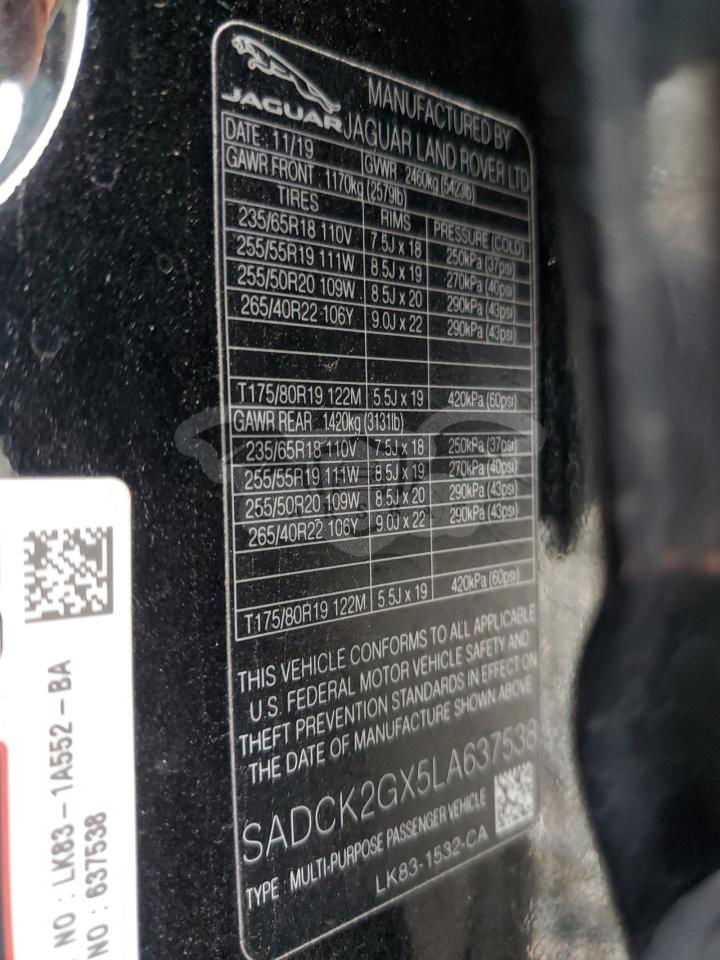 JAGUAR
MANUFACTURED BY
JAGUAR LAND ROVER LTD
DATE: 11/19 GVWR 2460kg (5423lb)
GAWR FRONT: 1170kg (2579lb)
TIRES RIMS PRESSURE (COLD)
235/65R18 110V 7.5J x 18 250kPa (37psi)
255/55R19 111W 8.5J x 19 270kPa (40psi)
255/50R20 109W 8.5J x 20 290kPa (43psi)
265/40R22 106Y 9.0J x 22 290kPa (43psi)
T175/80R19 122M 5.5J x 19 420kPa (60psi)
GAWR REAR: 1420kg (3131lb)
235/65R18 110V 7.5J x 18 250kPa (37psi)
255/55R19 111W 8.5J x 19 270kPa (40psi)
255/50R20 109W 8.5J x 20 290kPa (43psi)
265/40R22 106Y 9.0J x 22 290kPa (43psi)
T175/80R19 122M 5.5J x 19 420kPa (60psi)
THIS VEHICLE CONFORMS TO ALL APPLICABLE
U.S. FEDERAL MOTOR VEHICLE SAFETY AND
THEFT PREVENTION STANDARDS IN EFFECT ON
THE DATE OF MANUFACTURE SHOWN ABOVE
SADCK2GX5LA637538
TYPE: MULTI-PURPOSE PASSENGER VEHICLE
LK83-1532-CA
NO : LK83-1A552-BA
NO : 637538